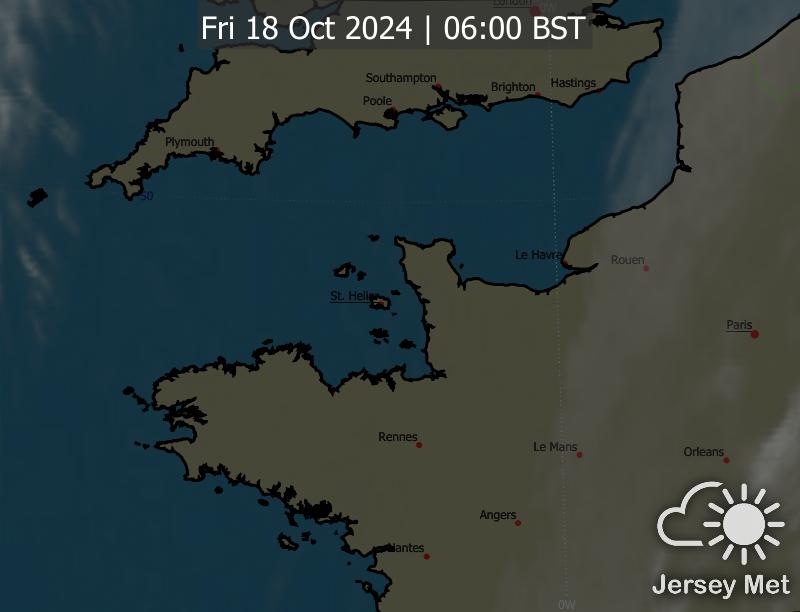 London
0W
Fri 18 Oct 2024 | 06:00 BST
Southampton
Brighton
Hastings
Poole
Plymouth
50
Le Havre
Rouen
St. Helier
Paris
Rennes
Le Mans
Orleans
Angers
Nantes
Jersey Met
0W